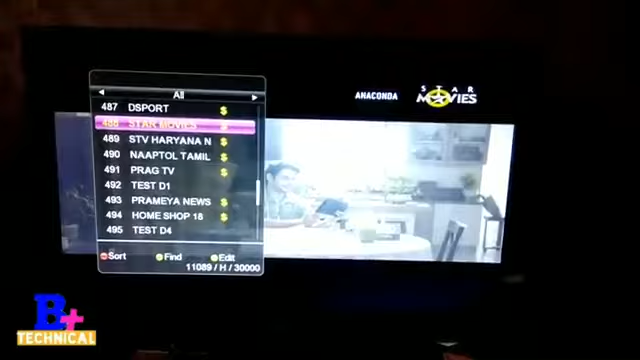 All
487 DSPORT $
488 STAR MOVIES $
489 STV HARYANA N $
490 NAAPTOL TAMIL $
491 PRAG TV $
492 TEST D1
493 PRAMEYA NEWS $
494 HOME SHOP 18 $
495 TEST D4
Sort Find Edit
11089 / H / 30000
ANACONDA
STAR
MOVIES
B+
TECHNICAL